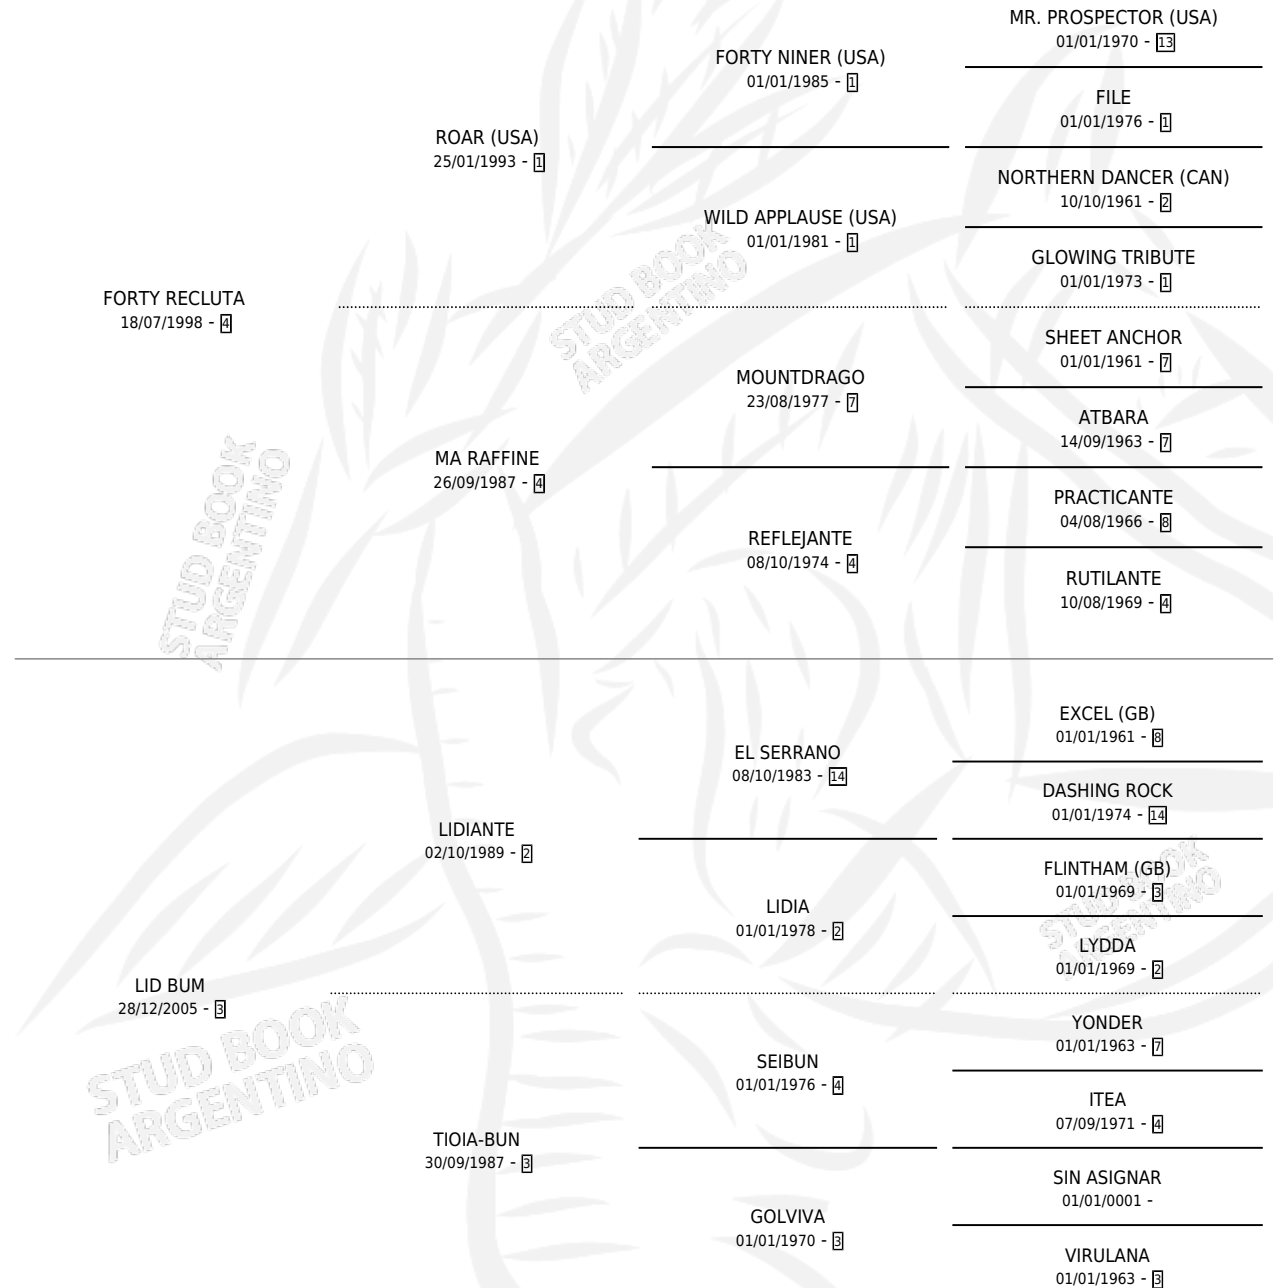 MR. PROSPECTOR (USA)
01/01/1970 - 13
FORTY NINER (USA)
01/01/1985 - 1
FILE
01/01/1976 - 1
ROAR (USA)
25/01/1993 - 1
NORTHERN DANCER (CAN)
10/10/1961 - 2
WILD APPLAUSE (USA)
01/01/1981 - 1
GLOWING TRIBUTE
01/01/1973 - 1
FORTY RECLUTA
18/07/1998 - 4
STUD BOOK
ARGENTINO
SHEET ANCHOR
01/01/1961 - 7
MOUNTDRAGO
23/08/1977 - 7
ATBARA
14/09/1963 - 7
MA RAFFINE
26/09/1987 - 4
PRACTICANTE
04/08/1966 - 8
REFLEJANTE
08/10/1974 - 4
RUTILANTE
10/08/1969 - 4
STUD BOOK
ARGENTINO
EXCEL (GB)
01/01/1961 - 8
EL SERRANO
08/10/1983 - 14
DASHING ROCK
01/01/1974 - 14
LIDIANTE
02/10/1989 - 2
FLINTHAM (GB)
01/01/1969 - 3
LIDIA
01/01/1978 - 2
LYDDA
01/01/1969 - 2
STUD BOOK
ARGENTINO
LID BUM
28/12/2005 - 3
YONDER
01/01/1963 - 7
SEIBUN
01/01/1976 - 4
ITEA
07/09/1971 - 4
STUD BOOK
ARGENTINO
TIOIA-BUN
30/09/1987 - 3
SIN ASIGNAR
01/01/0001 -
GOLVIVA
01/01/1970 - 3
VIRULANA
01/01/1963 - 3